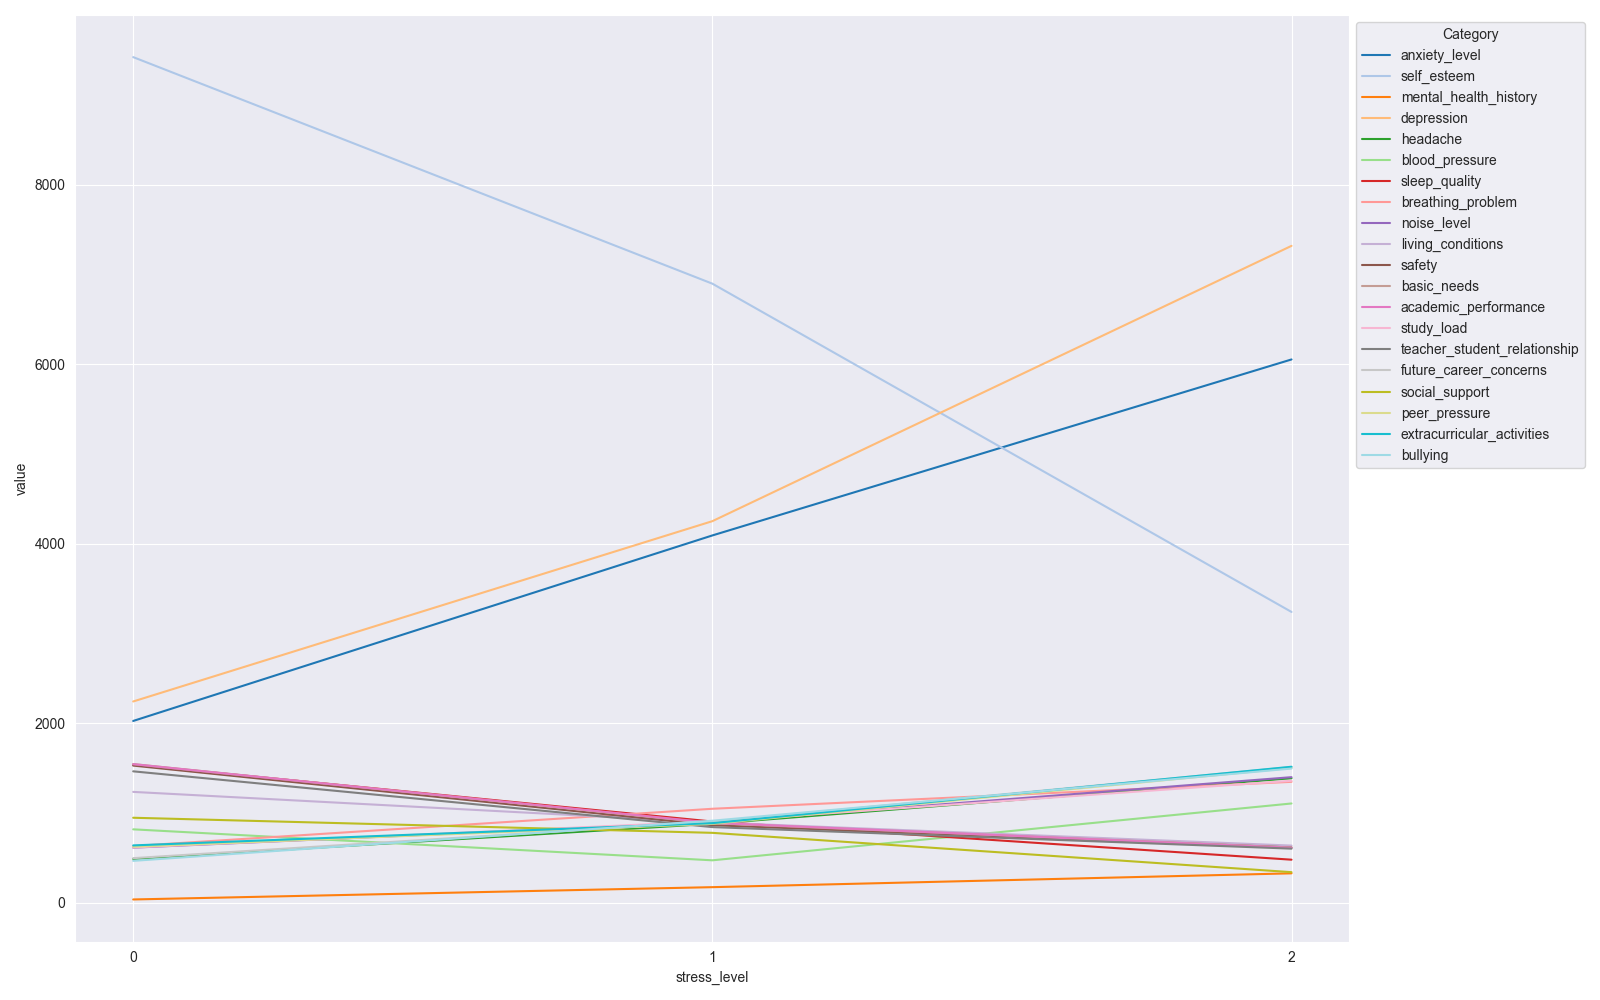 8000
6000
4000
2000
0
value
0
1
2
stress_level
Category
anxiety_level
self_esteem
mental_health_history
depression
headache
blood_pressure
sleep_quality
breathing_problem
noise_level
living_conditions
safety
basic_needs
academic_performance
study_load
teacher_student_relationship
future_career_concerns
social_support
peer_pressure
extracurricular_activities
bullying